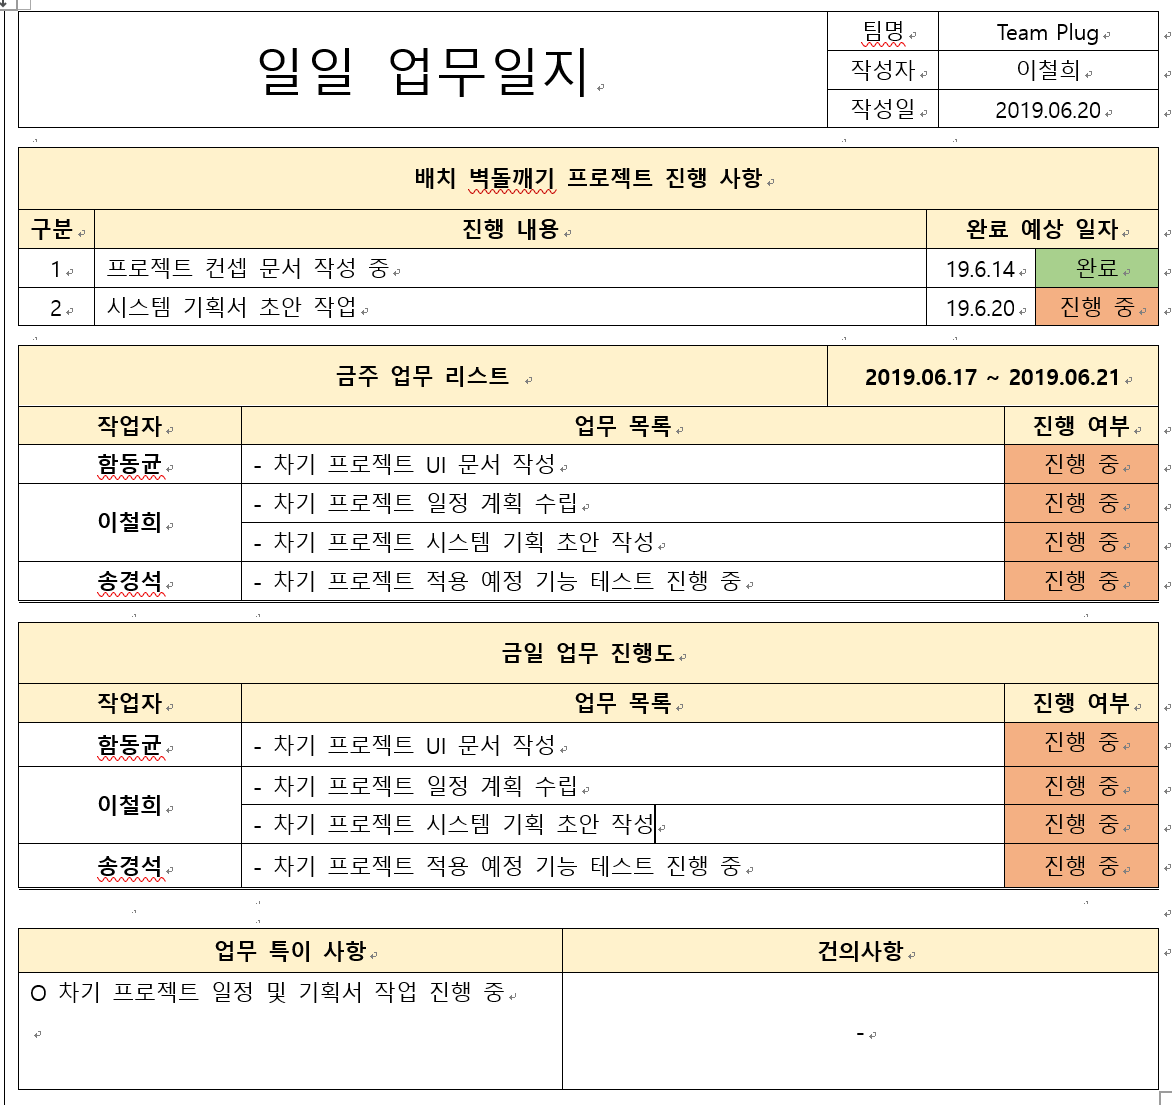 일일 업무일지
팀명 Team Plug
작성자 이철희
작성일 2019.06.20
배치 벽돌깨기 프로젝트 진행 사항
구분 진행 내용 완료 예상 일자
1 프로젝트 컨셉 문서 작성 중 19.6.14 완료
2 시스템 기획서 초안 작업 19.6.20 진행 중
금주 업무 리스트 2019.06.17 ~ 2019.06.21
작업자 업무 목록 진행 여부
함동균 - 차기 프로젝트 UI 문서 작성 진행 중
이철희 - 차기 프로젝트 일정 계획 수립 진행 중
- 차기 프로젝트 시스템 기획 초안 작성 진행 중
송경석 - 차기 프로젝트 적용 예정 기능 테스트 진행 중 진행 중
금일 업무 진행도
작업자 업무 목록 진행 여부
함동균 - 차기 프로젝트 UI 문서 작성 진행 중
이철희 - 차기 프로젝트 일정 계획 수립 진행 중
- 차기 프로젝트 시스템 기획 초안 작성 진행 중
송경석 - 차기 프로젝트 적용 예정 기능 테스트 진행 중 진행 중
업무 특이 사항 건의사항
O 차기 프로젝트 일정 및 기획서 작업 진행 중
-